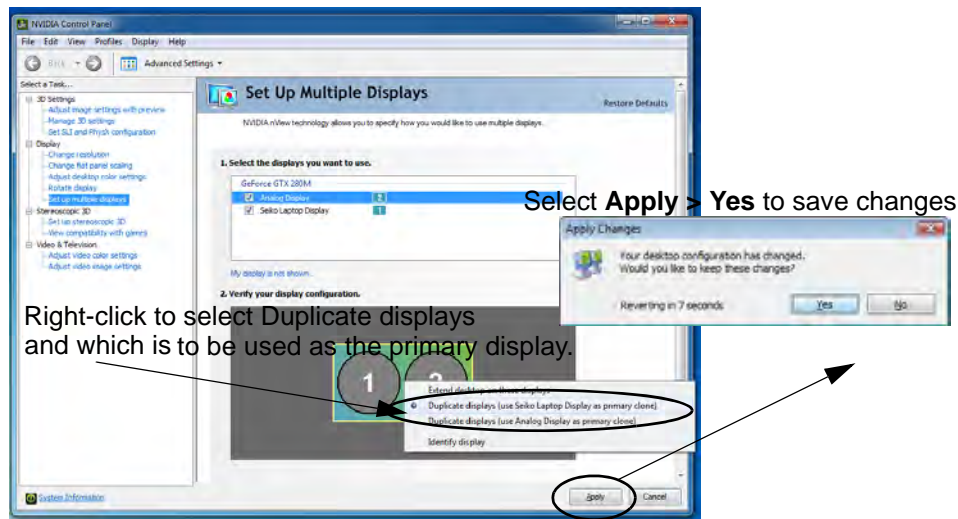 NVIDIA Control Panel
File Edit View Profiles Display Help
Back Advanced Settings
Select a Task...
3D Settings
Adjust image settings with preview
Manage 3D settings
Set SLI and PhysX configuration
Display
Change resolution
Change flat panel scaling
Adjust desktop color settings
Rotate display
Set up multiple displays
Stereoscopic 3D
Set up stereoscopic 3D
View compatibility with games
Video & Television
Adjust video color settings
Adjust video image settings
System Information
Set Up Multiple Displays
Restore Defaults
NVIDIA nView technology allows you to specify how you would like to use multiple displays.
1. Select the displays you want to use.
GeForce GTX 280M
Analog Display 2
Seiko Laptop Display 1
My display is not shown...
2. Verify your display configuration.
Select Apply > Yes to save changes
Apply Changes
Your desktop configuration has changed.
Would you like to keep these changes?
Reverting in 7 seconds Yes No
Right-click to select Duplicate displays
and which is to be used as the primary display.
1 2
Extend desktop on these displays
Duplicate displays (use Seiko Laptop Display as primary clone)
Duplicate displays (use Analog Display as primary clone)
Identify display
Apply Cancel